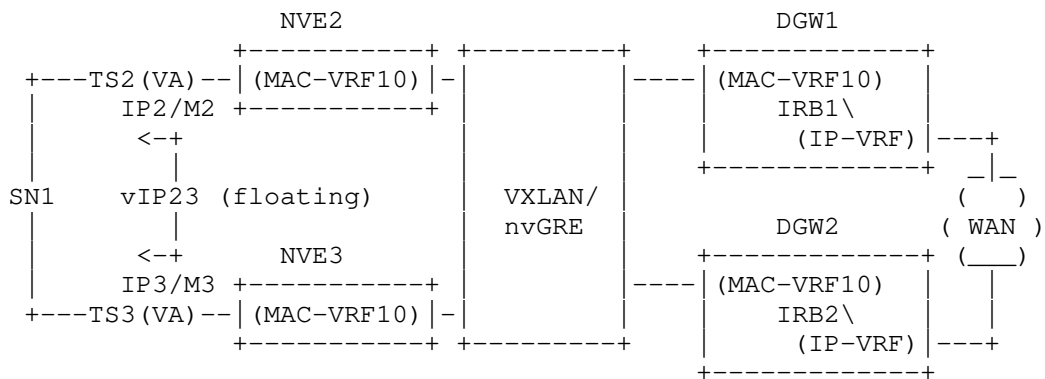 NVE2                           DGW1
                +-----------+ +---------+    +-------------+
  +---TS2(VA)--|(MAC-VRF10)|-|         |----|(MAC-VRF10)  |
  |      IP2/M2 +-----------+ |         |    |    IRB1\    |
  |       <-+                 |         |    |     (IP-VRF)|---+
  |         |                 |         |    +-------------+  _|_
 SN1    vIP23 (floating)      |  VXLAN/ |                    (   )
  |         |                 |  nvGRE  |         DGW2      ( WAN )
  |       <-+      NVE3       |         |    +-------------+ (___)
  |      IP3/M3 +-----------+ |         |----|(MAC-VRF10)  |   |
  +---TS3(VA)--|(MAC-VRF10)|-|         |    |    IRB2\    |   |
                +-----------+ +---------+    |     (IP-VRF)|---+
                                             +-------------+